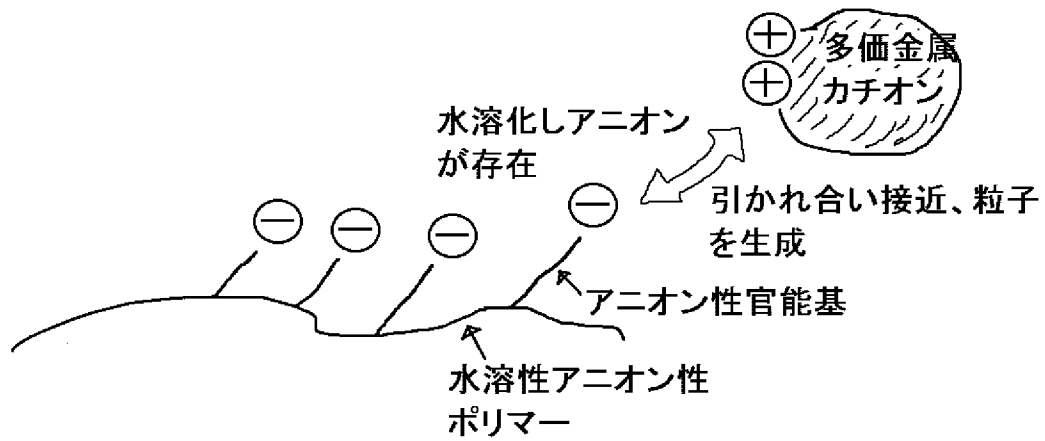 多価金属
カチオン
水溶化しアニオン
が存在
引かれ合い接近、粒子
を生成
アニオン性官能基
水溶性アニオン性
ポリマー